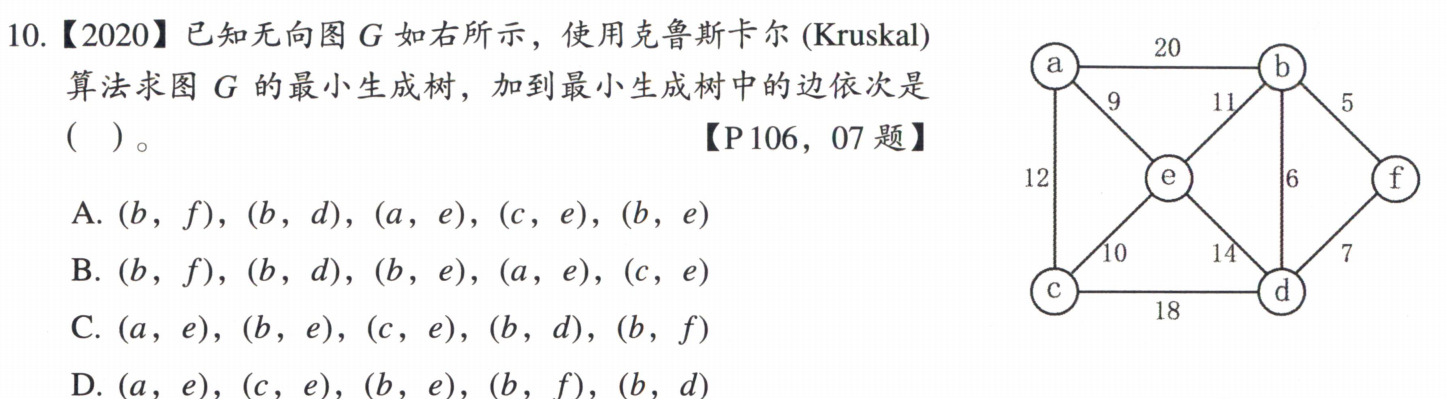 10.【2020】已知无向图 G 如右所示，使用克鲁斯卡尔 (Kruskal)
算法求图 G 的最小生成树，加到最小生成树中的边依次是
(　)。　【P 106，07 题】
A. (b，f)，(b，d)，(a，e)，(c，e)，(b，e)
B. (b，f)，(b，d)，(b，e)，(a，e)，(c，e)
C. (a，e)，(b，e)，(c，e)，(b，d)，(b，f)
D. (a，e)，(c，e)，(b，e)，(b，f)，(b，d)
20
a
b
9
11
5
12
e
6
f
10
14
7
c
d
18